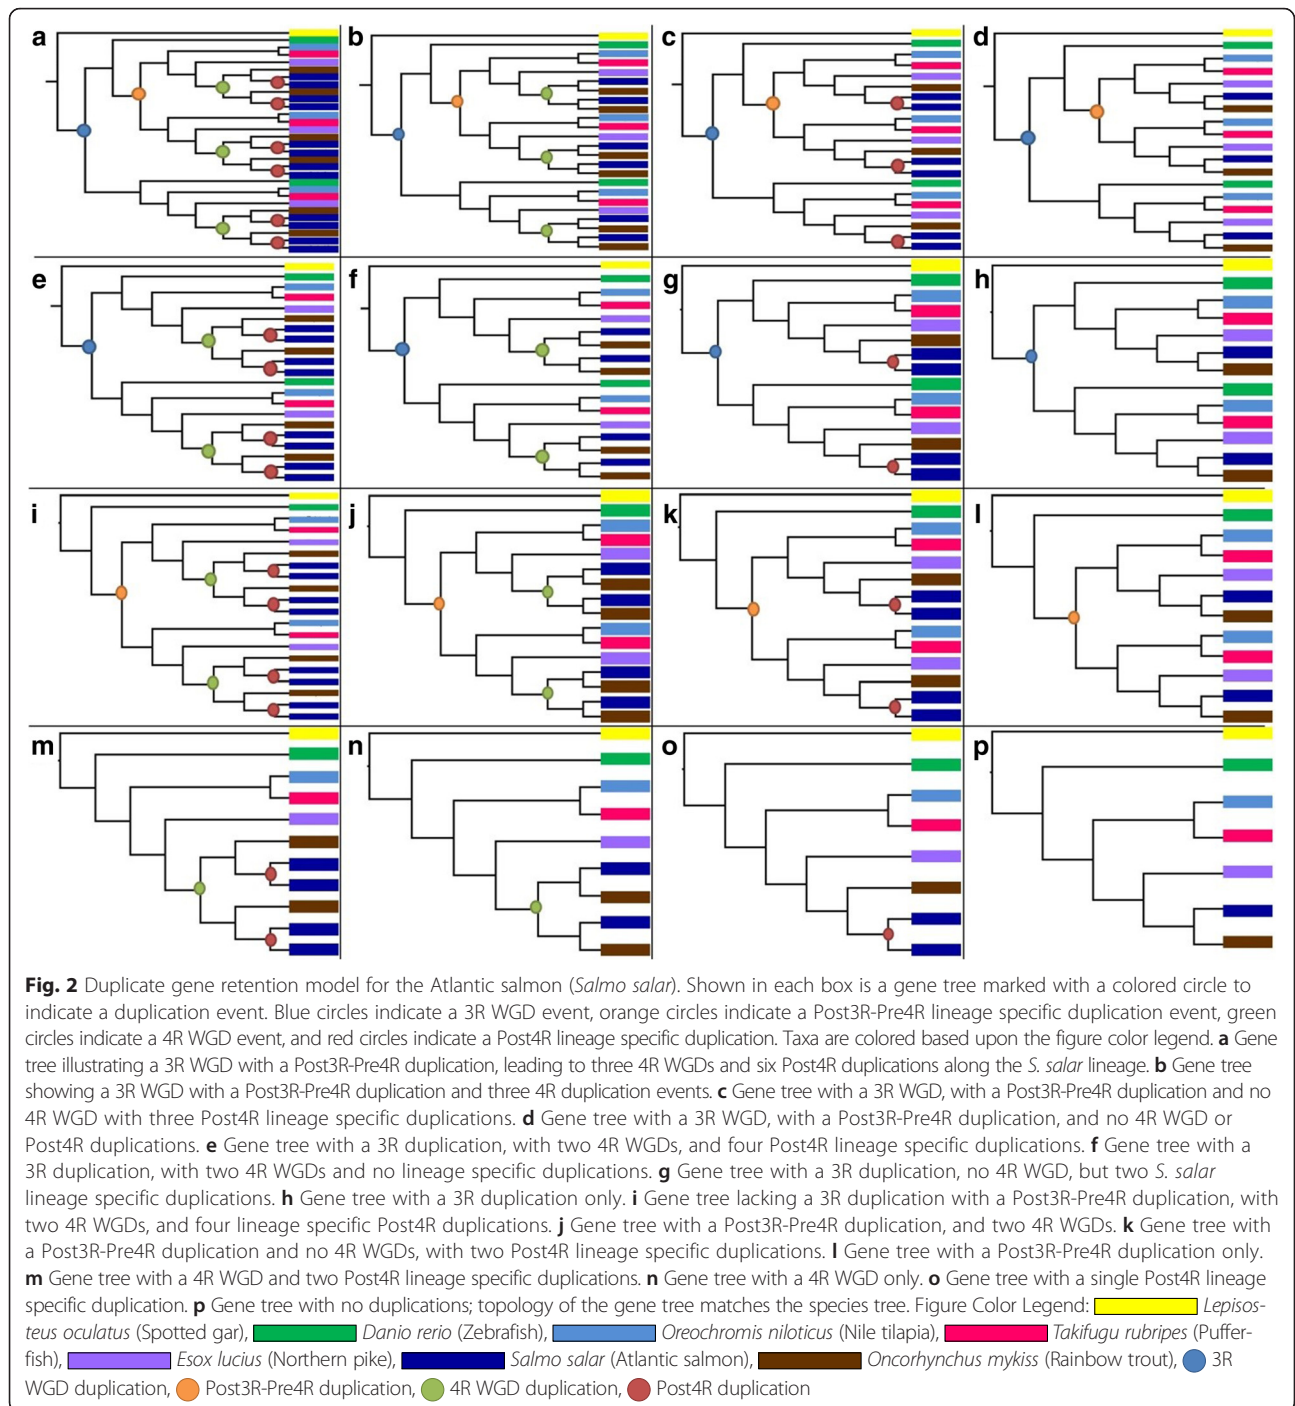 a
b
c
d
e
f
g
h
i
j
k
l
m
n
o
p
Fig. 2 Duplicate gene retention model for the Atlantic salmon (Salmo salar). Shown in each box is a gene tree marked with a colored circle to
indicate a duplication event. Blue circles indicate a 3R WGD event, orange circles indicate a Post3R-Pre4R lineage specific duplication event, green
circles indicate a 4R WGD event, and red circles indicate a Post4R lineage specific duplication. Taxa are colored based upon the figure color legend. a Gene
tree illustrating a 3R WGD with a Post3R-Pre4R duplication, leading to three 4R WGDs and six Post4R duplications along the S. salar lineage. b Gene tree
showing a 3R WGD with a Post3R-Pre4R duplication and three 4R duplication events. c Gene tree with a 3R WGD, with a Post3R-Pre4R duplication and no
4R WGD with three Post4R lineage specific duplications. d Gene tree with a 3R WGD, with a Post3R-Pre4R duplication, and no 4R WGD or
Post4R duplications. e Gene tree with a 3R duplication, with two 4R WGDs, and four Post4R lineage specific duplications. f Gene tree with a
3R duplication, with two 4R WGDs and no lineage specific duplications. g Gene tree with a 3R duplication, no 4R WGD, but two S. salar
lineage specific duplications. h Gene tree with a 3R duplication only. i Gene tree lacking a 3R duplication with a Post3R-Pre4R duplication, with
two 4R WGDs, and four lineage specific Post4R duplications. j Gene tree with a Post3R-Pre4R duplication, and two 4R WGDs. k Gene tree with
a Post3R-Pre4R duplication and no 4R WGDs, with two Post4R lineage specific duplications. l Gene tree with a Post3R-Pre4R duplication only.
m Gene tree with a 4R WGD and two Post4R lineage specific duplications. n Gene tree with a 4R WGD only. o Gene tree with a single Post4R lineage
specific duplication. p Gene tree with no duplications; topology of the gene tree matches the species tree. Figure Color Legend: Lepisos-
teus oculatus (Spotted gar), Danio rerio (Zebrafish), Oreochromis niloticus (Nile tilapia), Takifugu rubripes (Puffer-
fish), Esox lucius (Northern pike), Salmo salar (Atlantic salmon), Oncorhynchus mykiss (Rainbow trout), 3R
WGD duplication, Post3R-Pre4R duplication, 4R WGD duplication, Post4R duplication